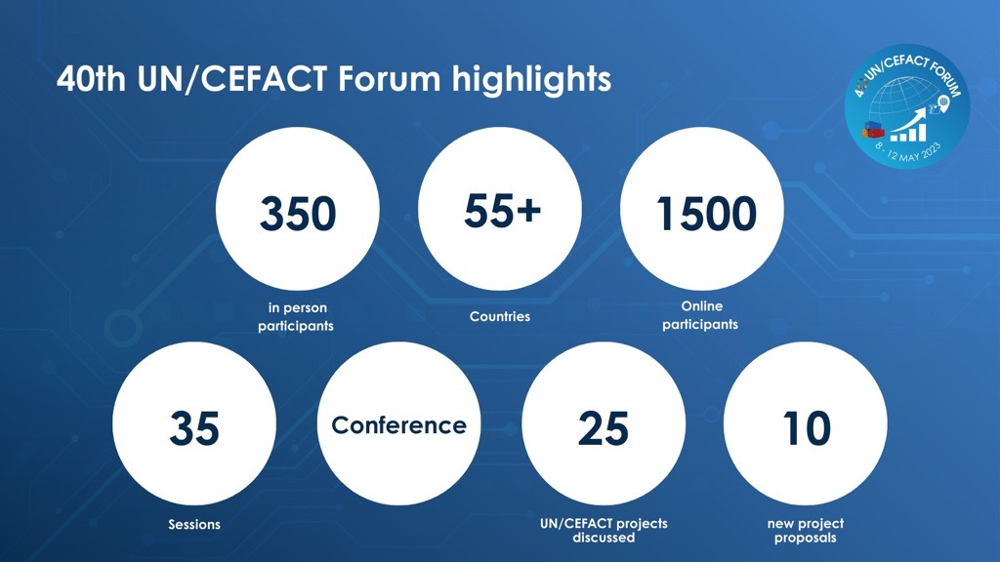 40th UN/CEFACT Forum highlights
UN/CEFACT FORUM
8 - 12 MAY 2023
350
55+
1500
in person
participants
Countries
Online
participants
35
Conference
25
10
Sessions
UN/CEFACT projects
discussed
new project
proposals